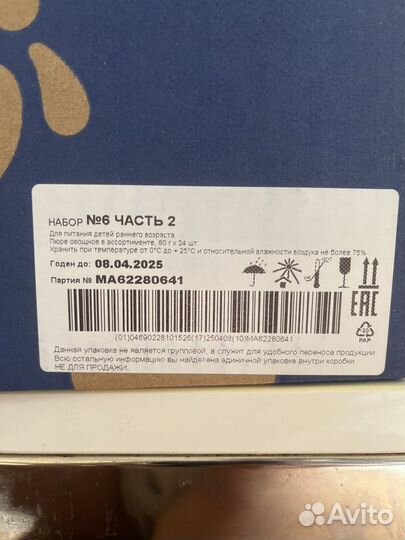 НАБОР №6 ЧАСТЬ 2
Для питания детей раннего возраста
Пюре овощное в ассортименте, 80 г х 24 шт.
Хранить при температуре от 0°С до + 25°С и относительной влажности воздуха не более 75%
Годен до: 08.04.2025
Партия № MA62280641
EAC
20
PAP
(01)04690228101526(17)250408(10)MA62280641
Данная упаковка не является групповой, а служит для удобного переноса продукции.
Всю остальную информацию вы найдете на единичной упаковке внутри коробки.
НЕ ДЛЯ ПРОДАЖИ.
Avito